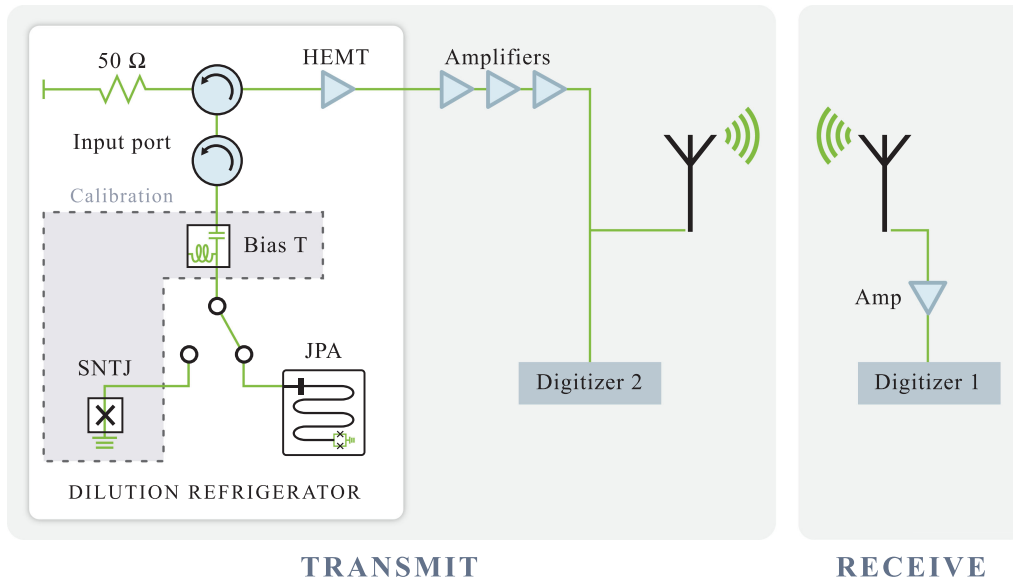 50 Ω
HEMT
Amplifiers
Input port
Calibration
Bias T
Amp
SNTJ
JPA
Digitizer 2
Digitizer 1
DILUTION REFRIGERATOR
TRANSMIT
RECEIVE